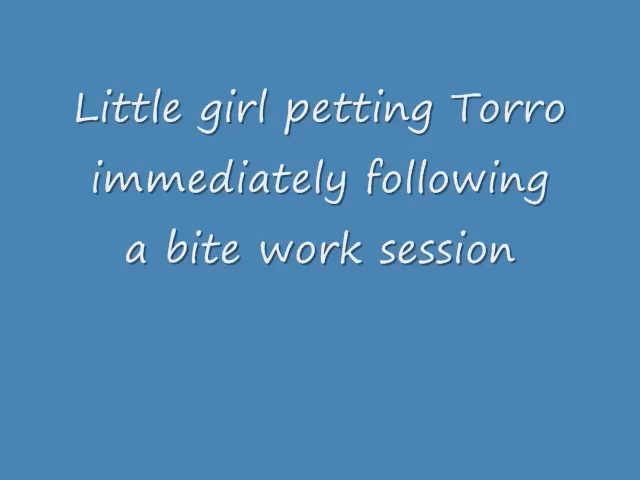 Little girl petting Torro
immediately following
a bite work session